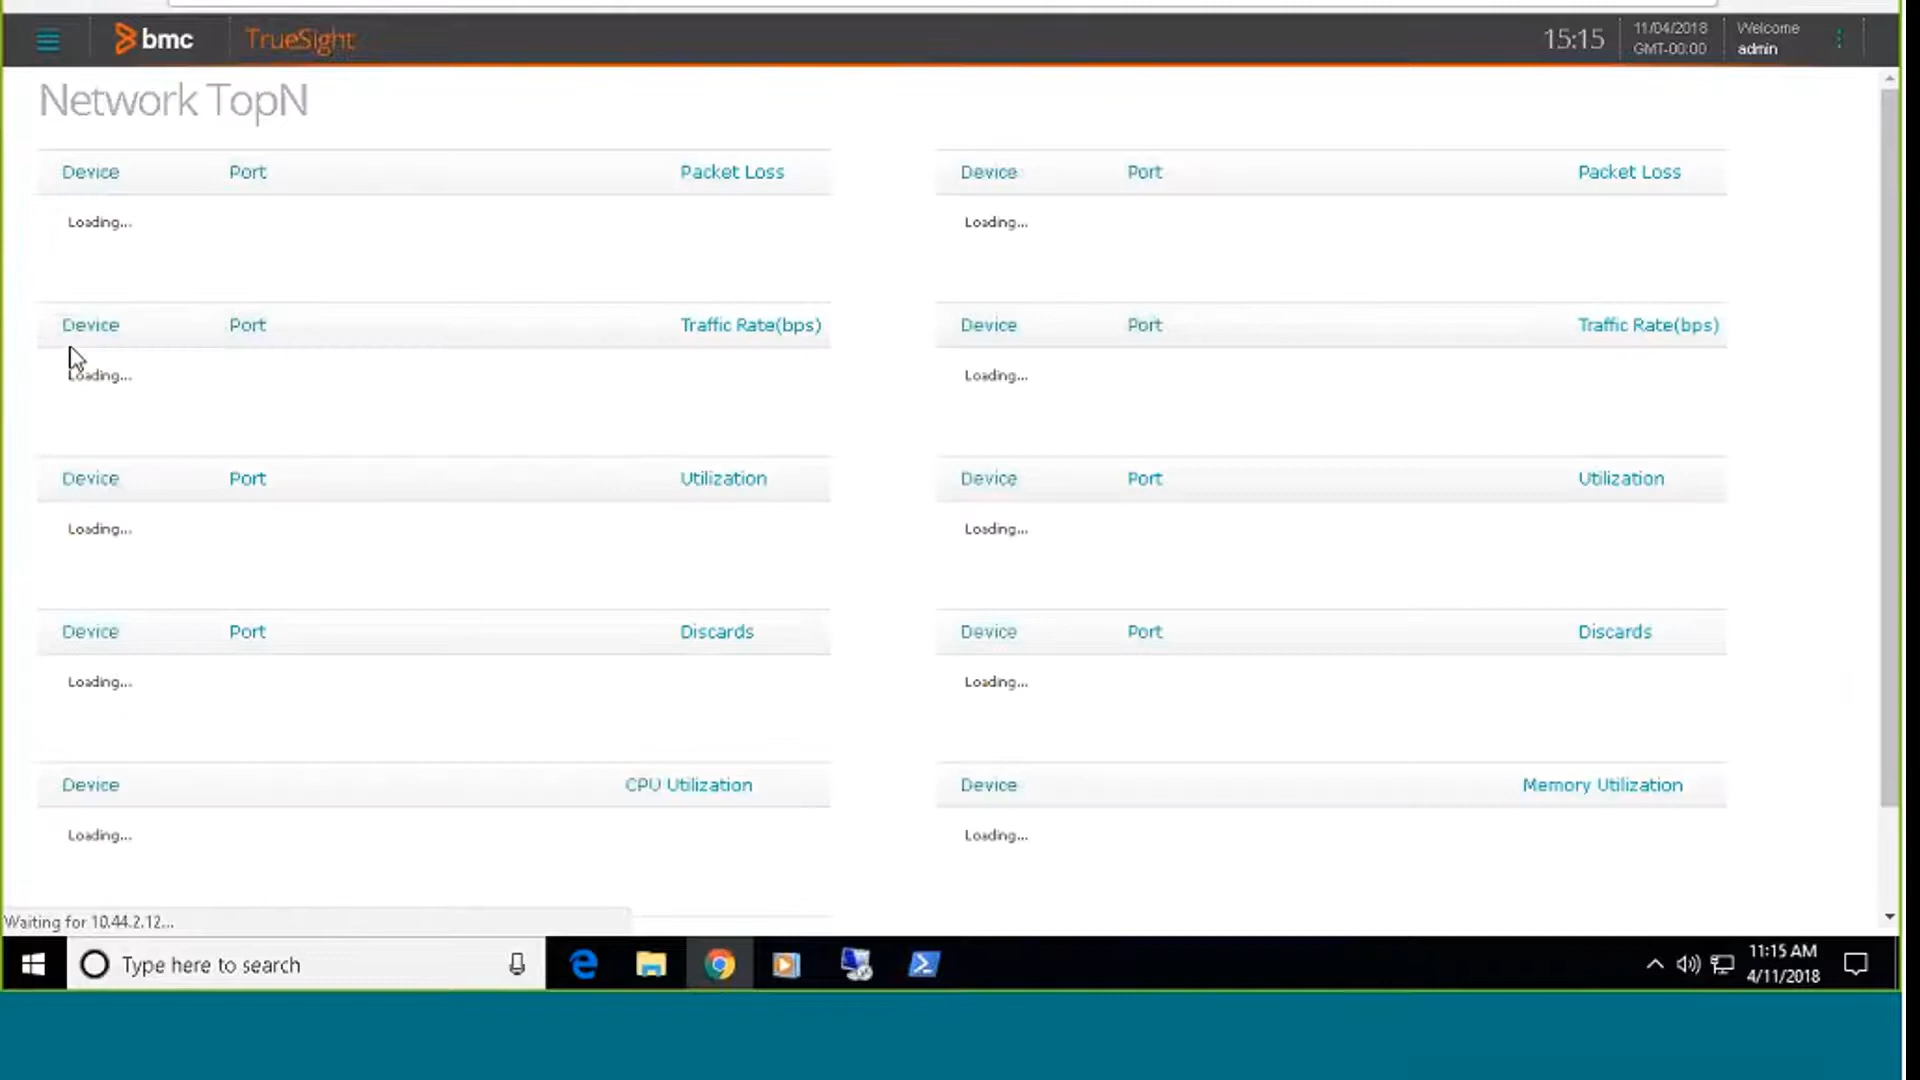 bmc TrueSight 15:15 11/04/2018 GMT-00:00 Welcome admin
Network TopN
Device Port Packet Loss Device Port Packet Loss
Loading... Loading...
Device Port Traffic Rate(bps) Device Port Traffic Rate(bps)
Loading... Loading...
Device Port Utilization Device Port Utilization
Loading... Loading...
Device Port Discards Device Port Discards
Loading... Loading...
Device CPU Utilization Device Memory Utilization
Loading... Loading...
Waiting for 10.44.2.12...
Type here to search 11:15 AM
4/11/2018